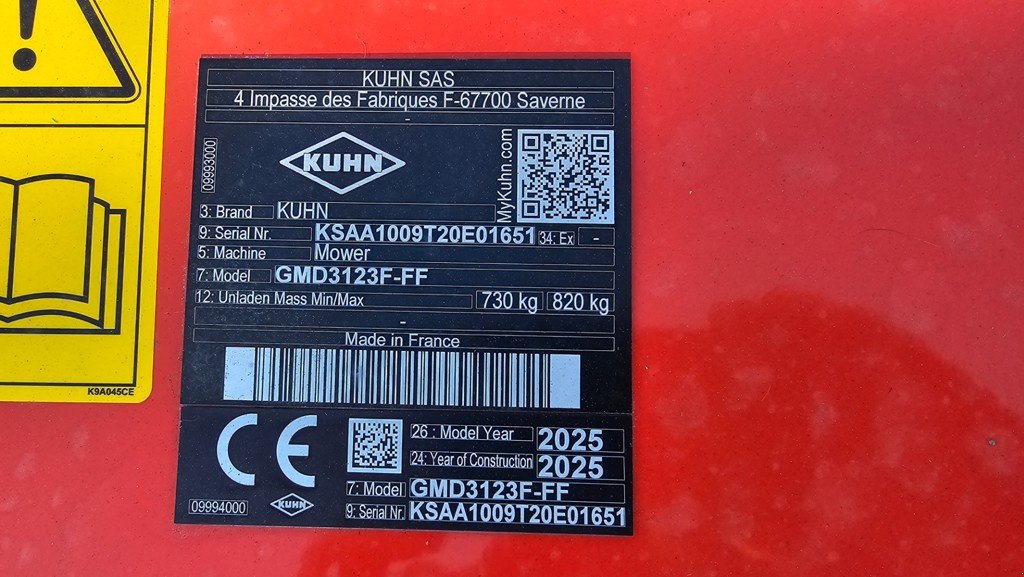 KUHN SAS
4 Impasse des Fabriques F-67700 Saverne
-
09993000
KUHN
MyKuhn.com
3: Brand KUHN
9: Serial Nr. KSAA1009T20E01651 34: Ex -
5: Machine Mower
7: Model GMD3123F-FF
12: Unladen Mass Min/Max 730 kg 820 kg
-
Made in France
K9A045CE
CE
26: Model Year 2025
24: Year of Construction 2025
7: Model GMD3123F-FF
09994000 KUHN 9: Serial Nr. KSAA1009T20E01651